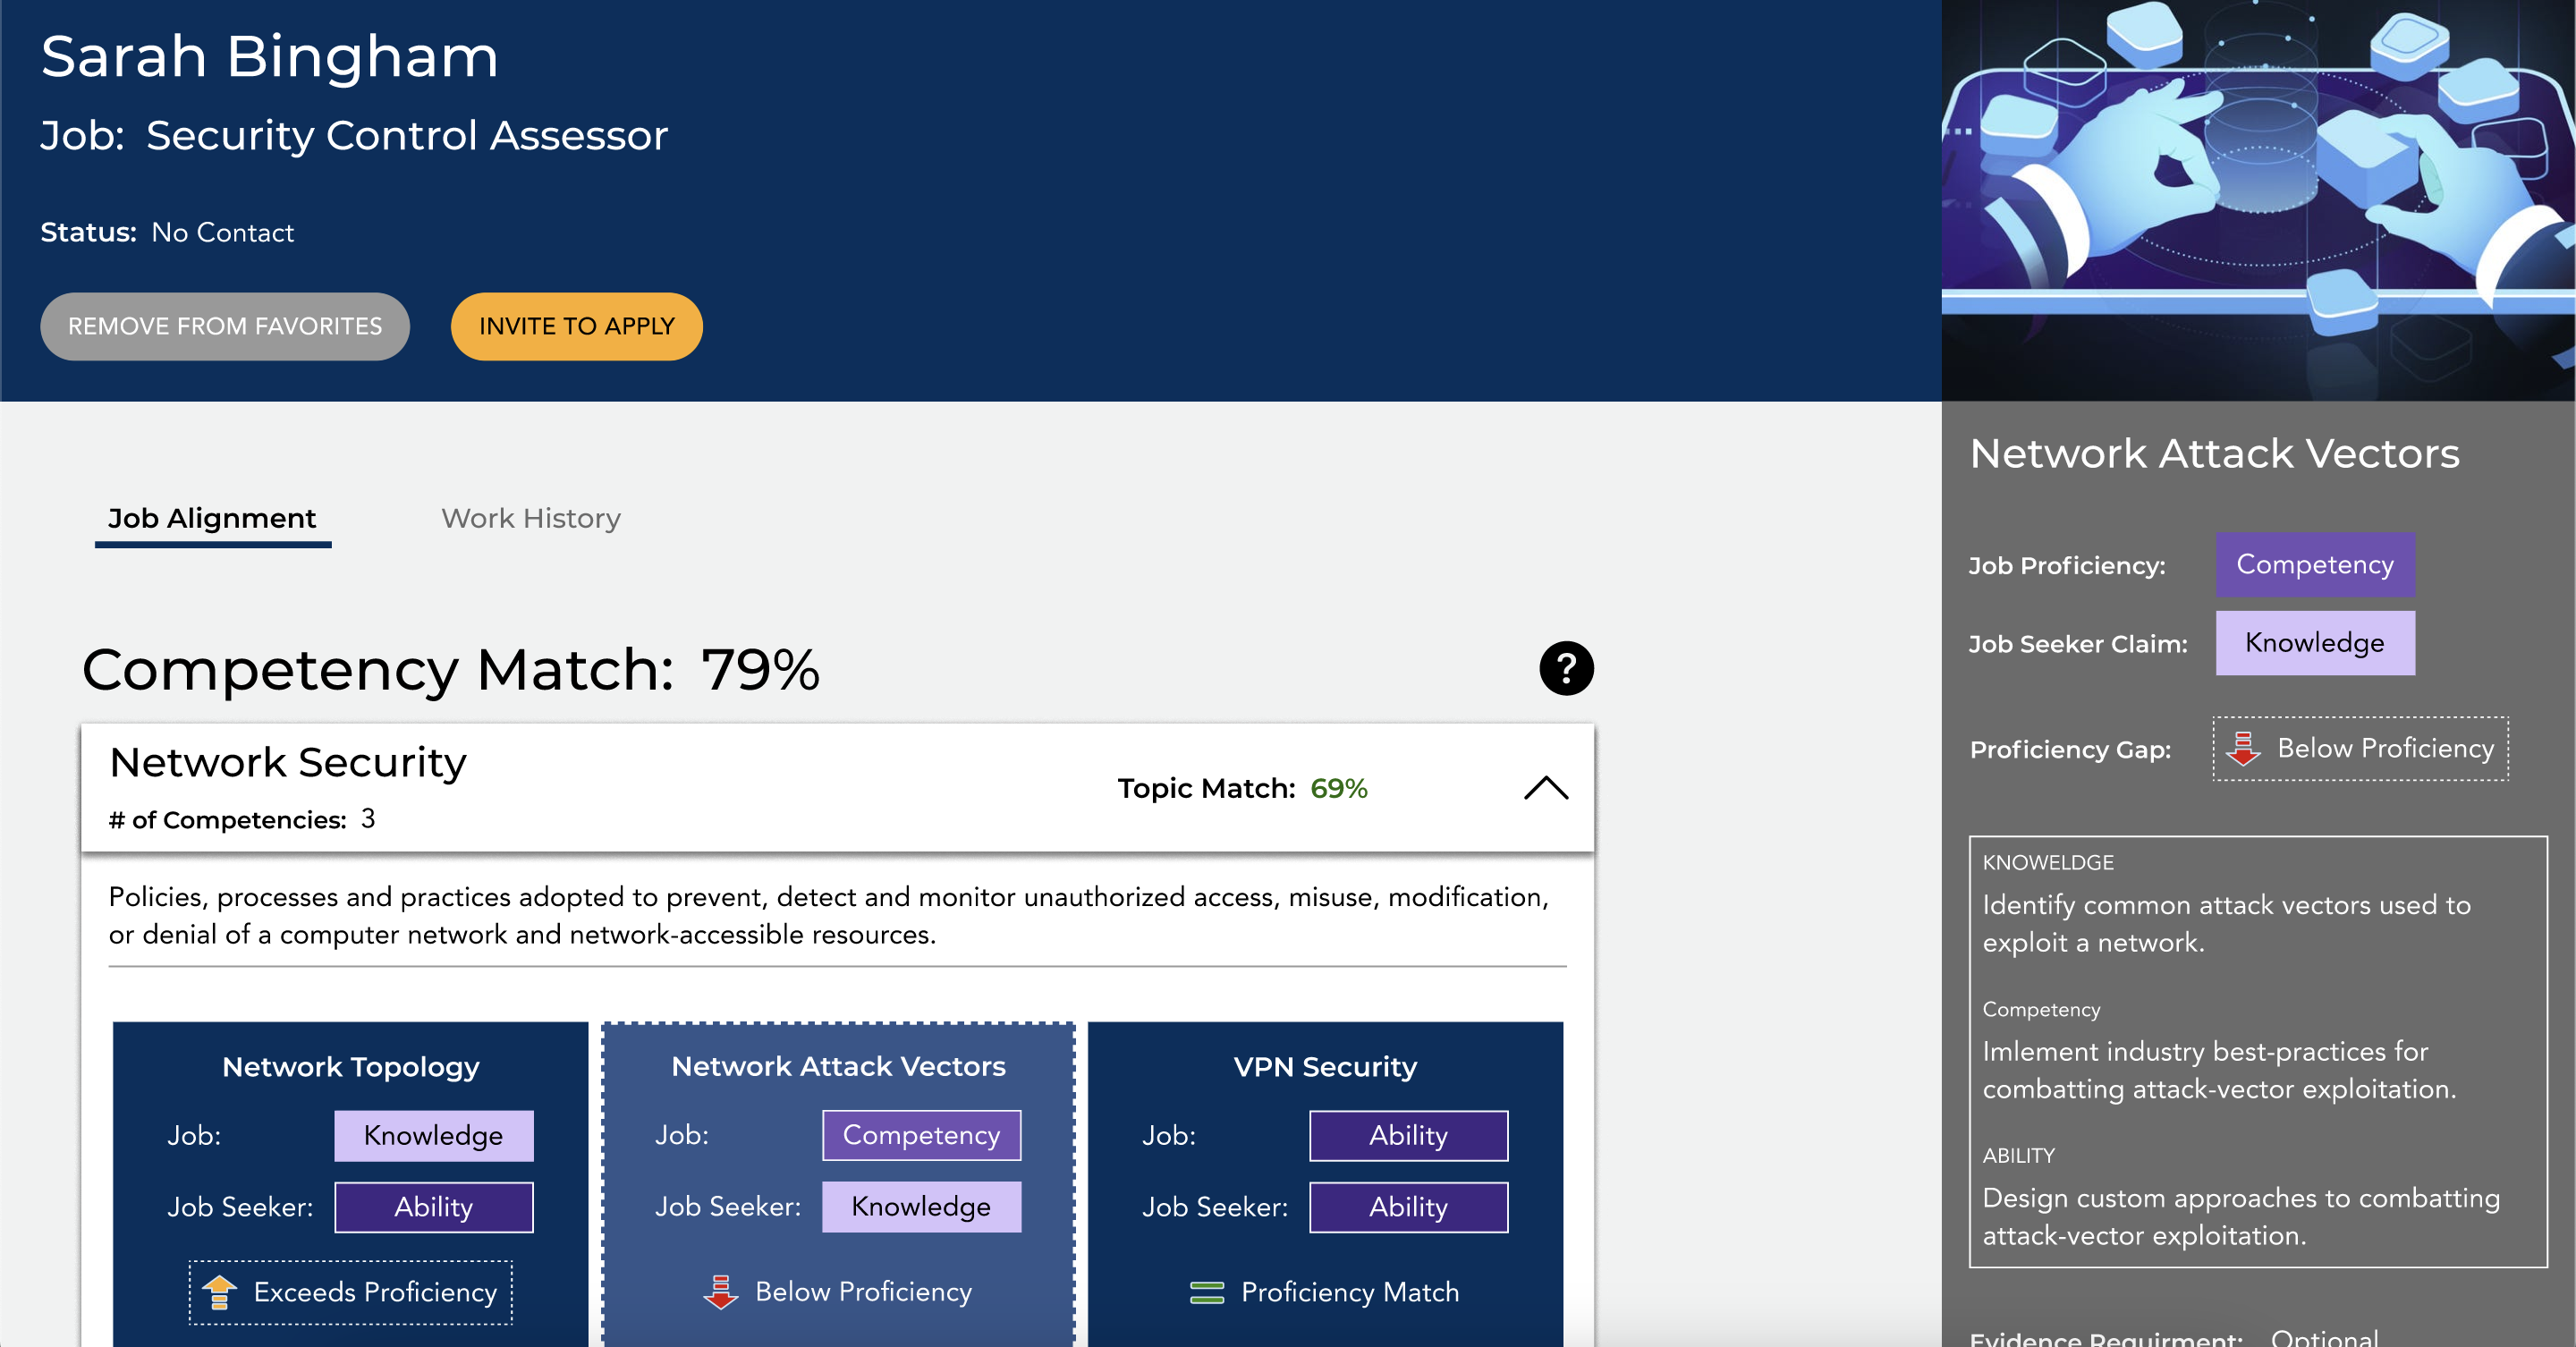 Sarah Bingham
Job: Security Control Assessor
Status: No Contact
REMOVE FROM FAVORITES
INVITE TO APPLY
Job Alignment
Work History
Competency Match: 79%
?
Network Security
# of Competencies: 3
Topic Match: 69%
Policies, processes and practices adopted to prevent, detect and monitor unauthorized access, misuse, modification,
or denial of a computer network and network-accessible resources.
Network Topology
Job: Knowledge
Job Seeker: Ability
Exceeds Proficiency
Network Attack Vectors
Job: Competency
Job Seeker: Knowledge
Below Proficiency
VPN Security
Job: Ability
Job Seeker: Ability
Proficiency Match
Network Attack Vectors
Job Proficiency: Competency
Job Seeker Claim: Knowledge
Proficiency Gap: Below Proficiency
KNOWELDGE
Identify common attack vectors used to
exploit a network.
Competency
Imlement industry best-practices for
combatting attack-vector exploitation.
ABILITY
Design custom approaches to combatting
attack-vector exploitation.
Evidence Requirment: Optional